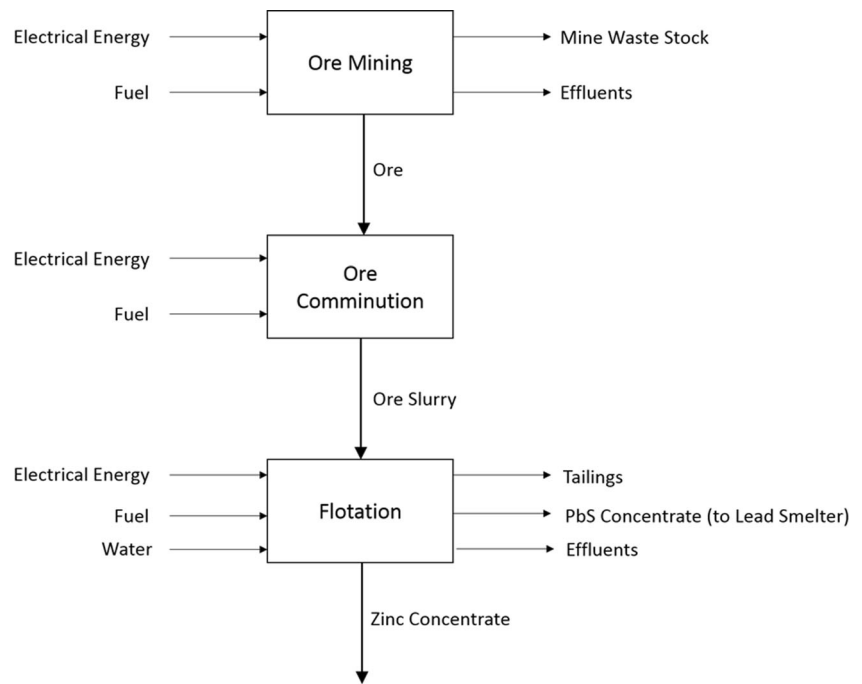 Electrical Energy
Fuel
Ore Mining
Mine Waste Stock
Effluents
Ore
Electrical Energy
Fuel
Ore
Comminution
Ore Slurry
Electrical Energy
Fuel
Water
Flotation
Tailings
PbS Concentrate (to Lead Smelter)
Effluents
Zinc Concentrate